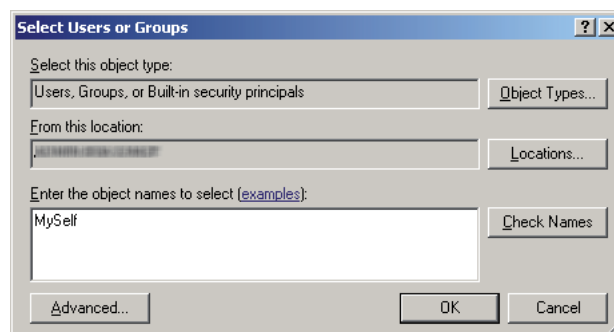 Select Users or Groups
Select this object type:
Users, Groups, or Built-in security principals
Object Types...
From this location:
Locations...
Enter the object names to select (examples):
MySelf
Check Names
Advanced...
OK
Cancel